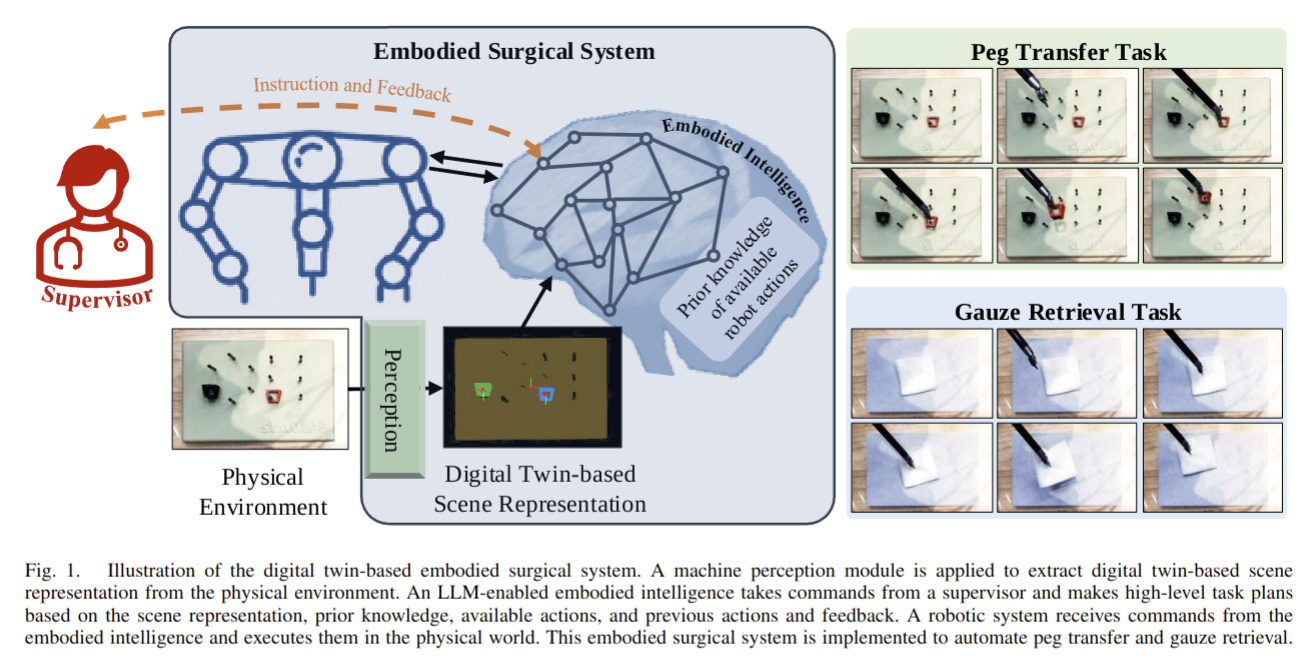 Embodied Surgical System
Instruction and Feedback
Embodied Intelligence
Prior knowledge
of available
robot actions
Supervisor
Perception
Physical
Environment
Digital Twin-based
Scene Representation
Peg Transfer Task
Gauze Retrieval Task
Fig. 1. Illustration of the digital twin-based embodied surgical system. A machine perception module is applied to extract digital twin-based scene
representation from the physical environment. An LLM-enabled embodied intelligence takes commands from a supervisor and makes high-level task plans
based on the scene representation, prior knowledge, available actions, and previous actions and feedback. A robotic system receives commands from the
embodied intelligence and executes them in the physical world. This embodied surgical system is implemented to automate peg transfer and gauze retrieval.